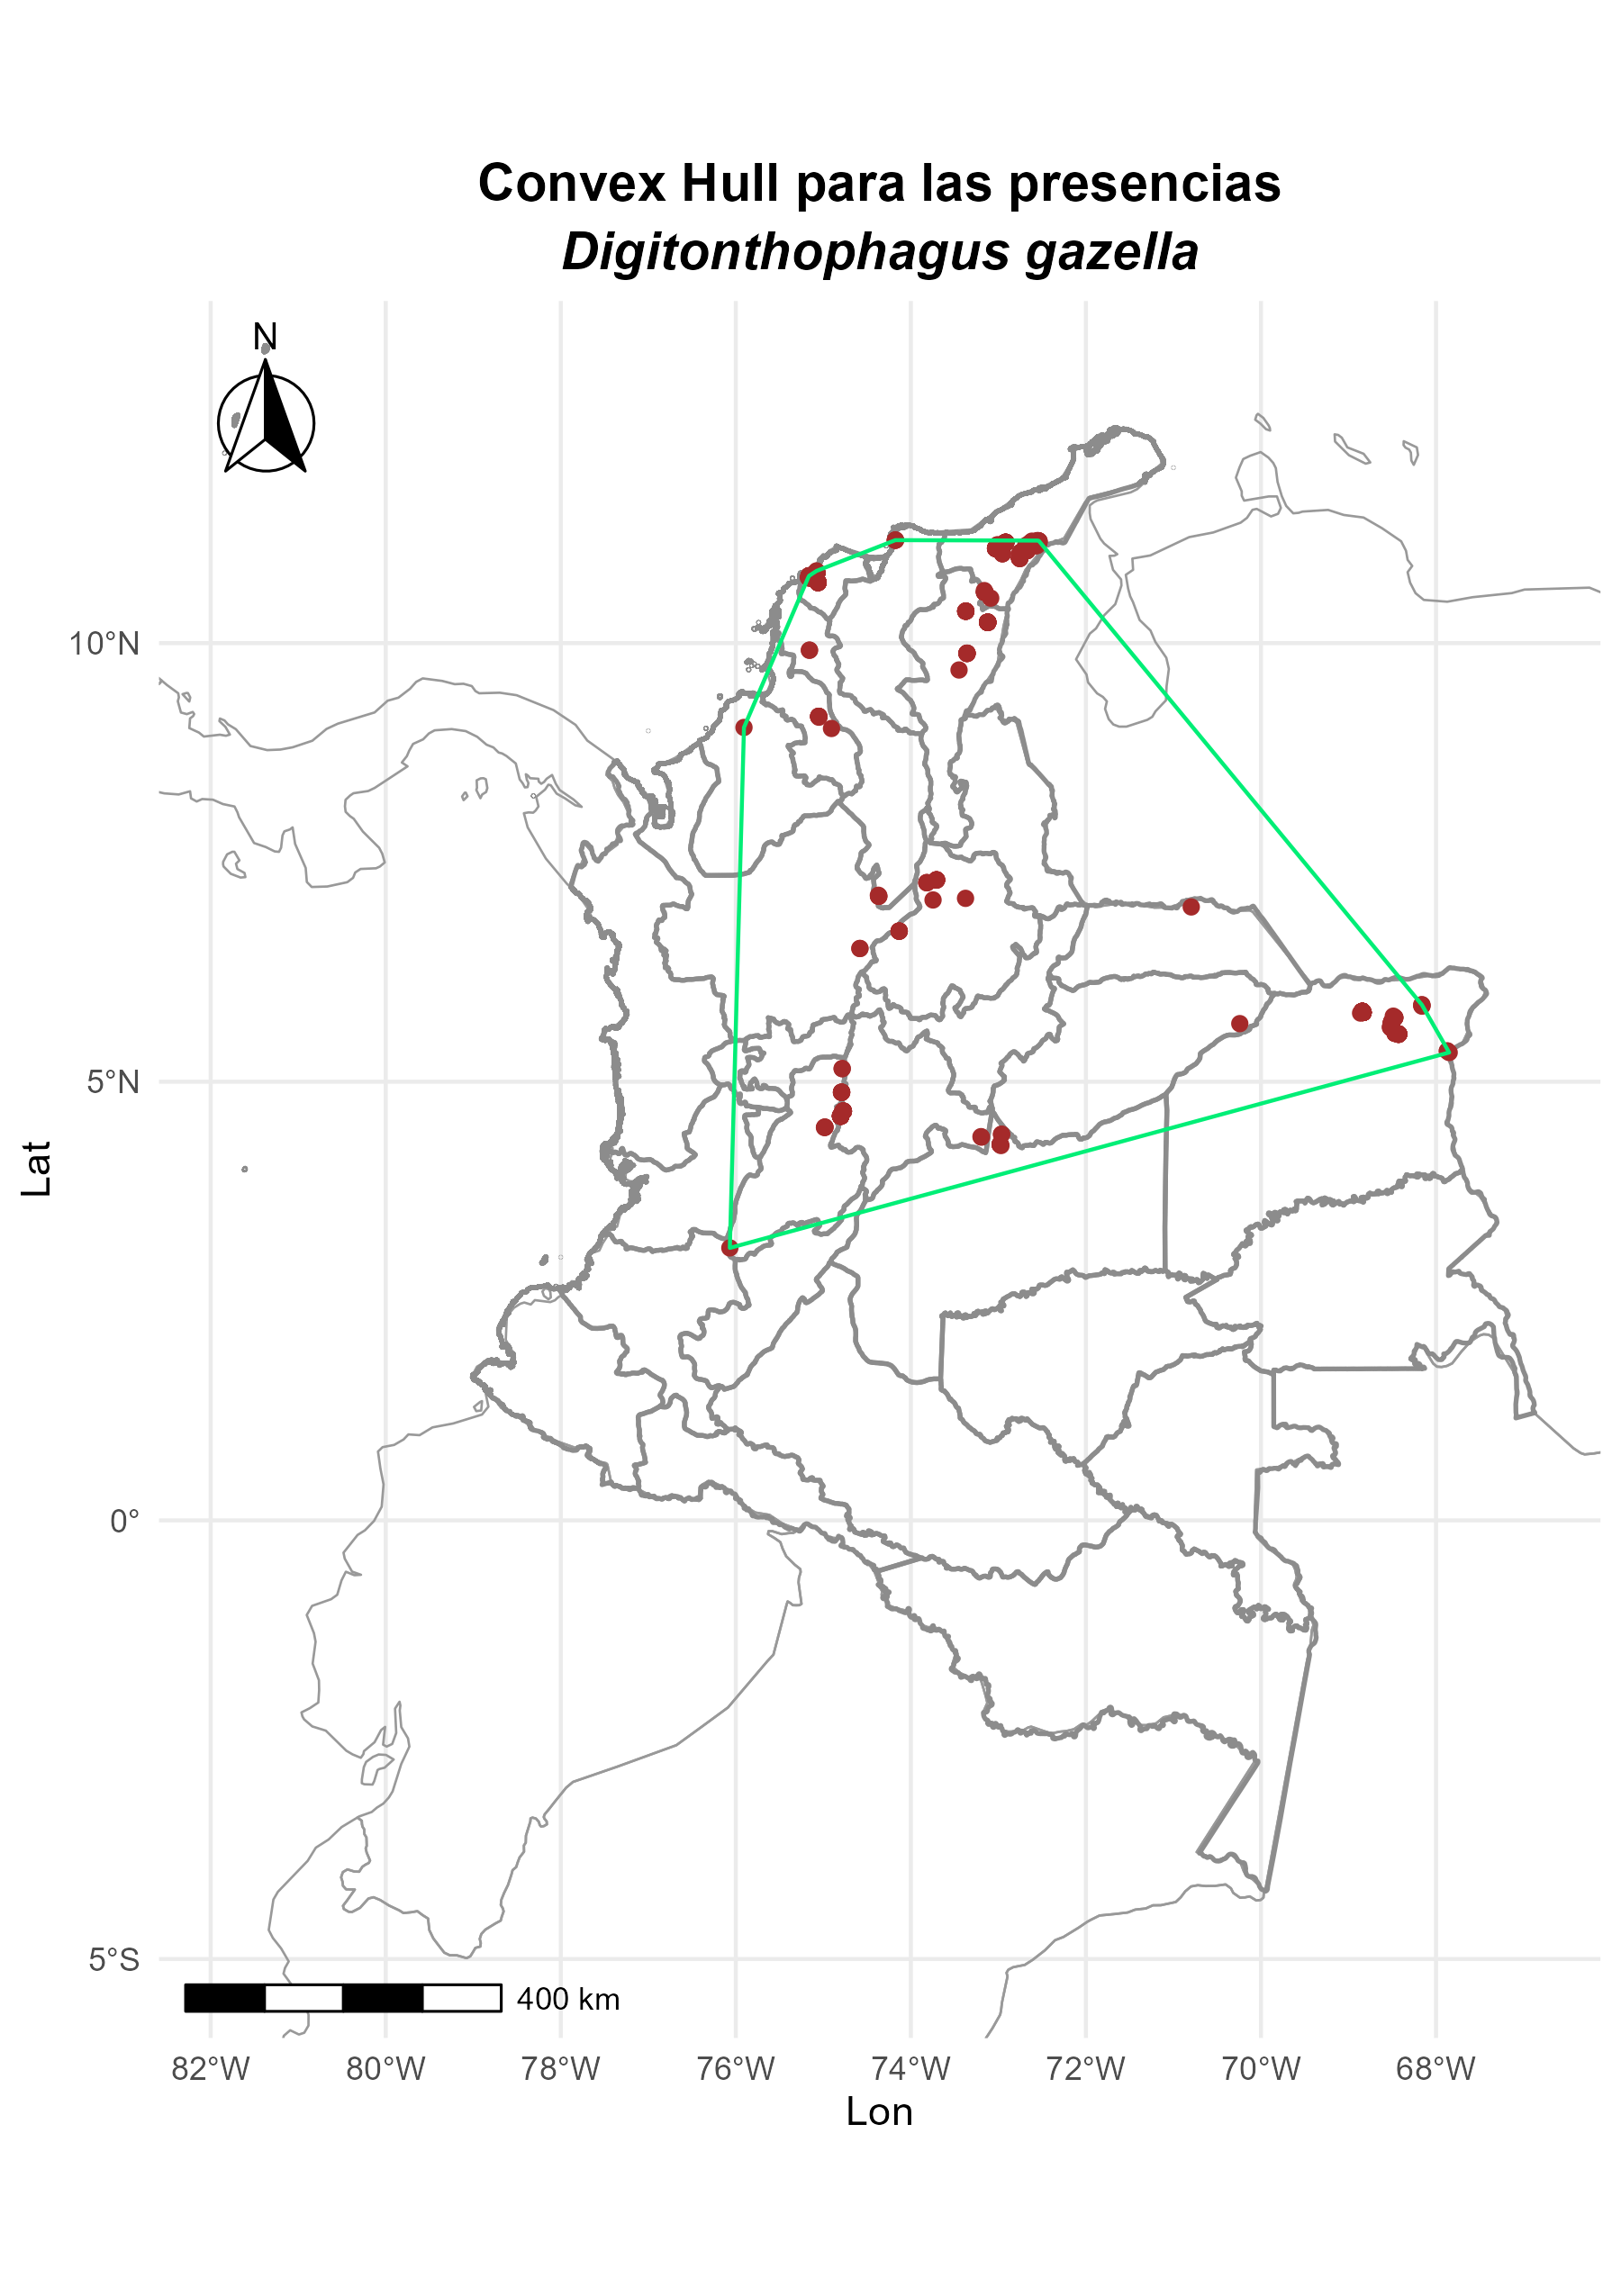 Convex Hull para las presencias
Digitonthophagus gazella
N
10°N
5°N
0°
5°S
Lat
400 km
82°W 80°W 78°W 76°W 74°W 72°W 70°W 68°W
Lon